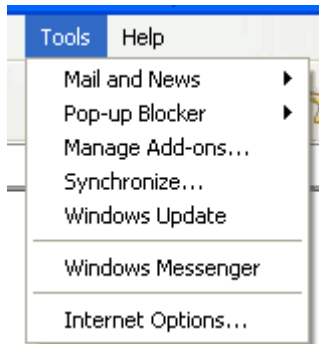 Tools Help
Mail and News
Pop-up Blocker
Manage Add-ons...
Synchronize...
Windows Update
Windows Messenger
Internet Options...